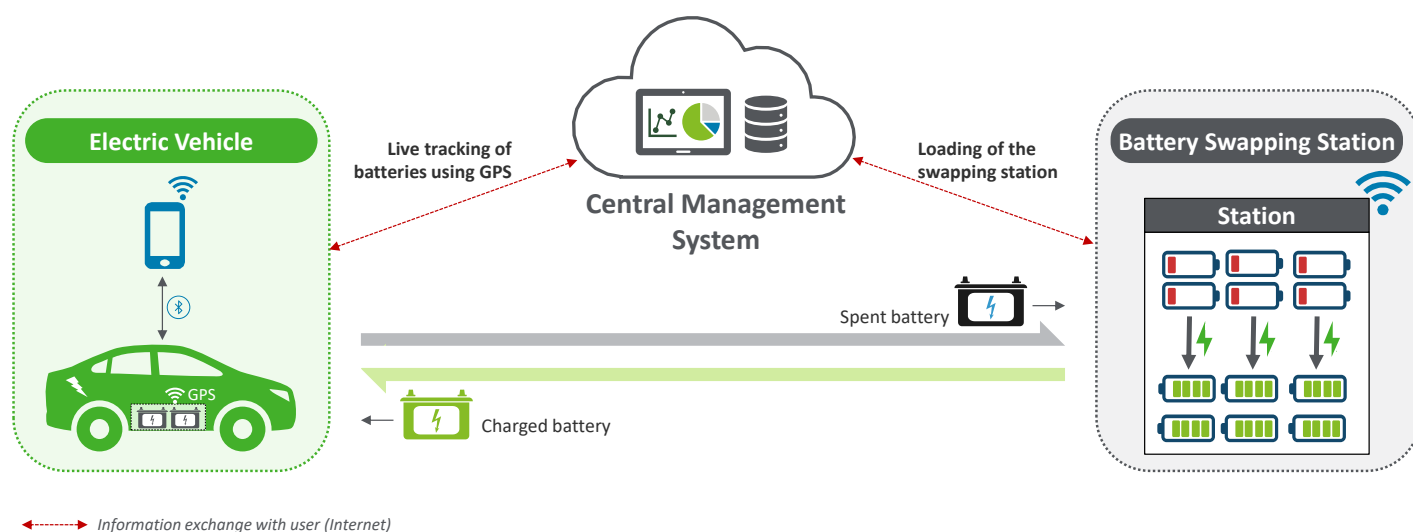 Electric Vehicle
Live tracking of
batteries using GPS
Central Management
System
Loading of the
swapping station
Battery Swapping Station
Station
Spent battery
GPS
Charged battery
Information exchange with user (Internet)